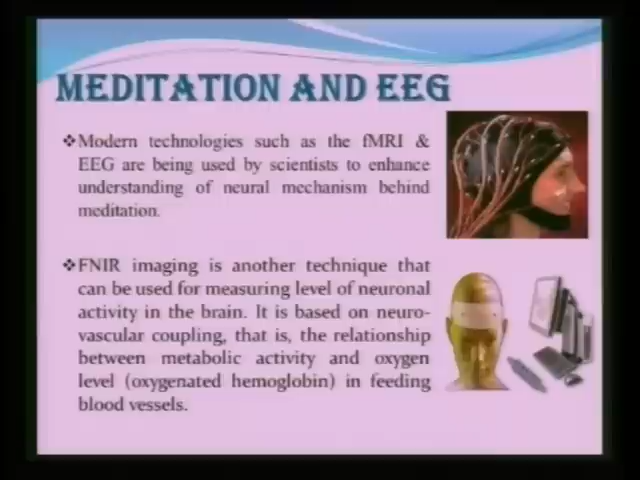 MEDITATION AND EEG
❖Modern technologies such as the fMRI &
EEG are being used by scientists to enhance
understanding of neural mechanism behind
meditation.
❖FNIR imaging is another technique that
can be used for measuring level of neuronal
activity in the brain. It is based on neuro-
vascular coupling, that is, the relationship
between metabolic activity and oxygen
level (oxygenated hemoglobin) in feeding
blood vessels.